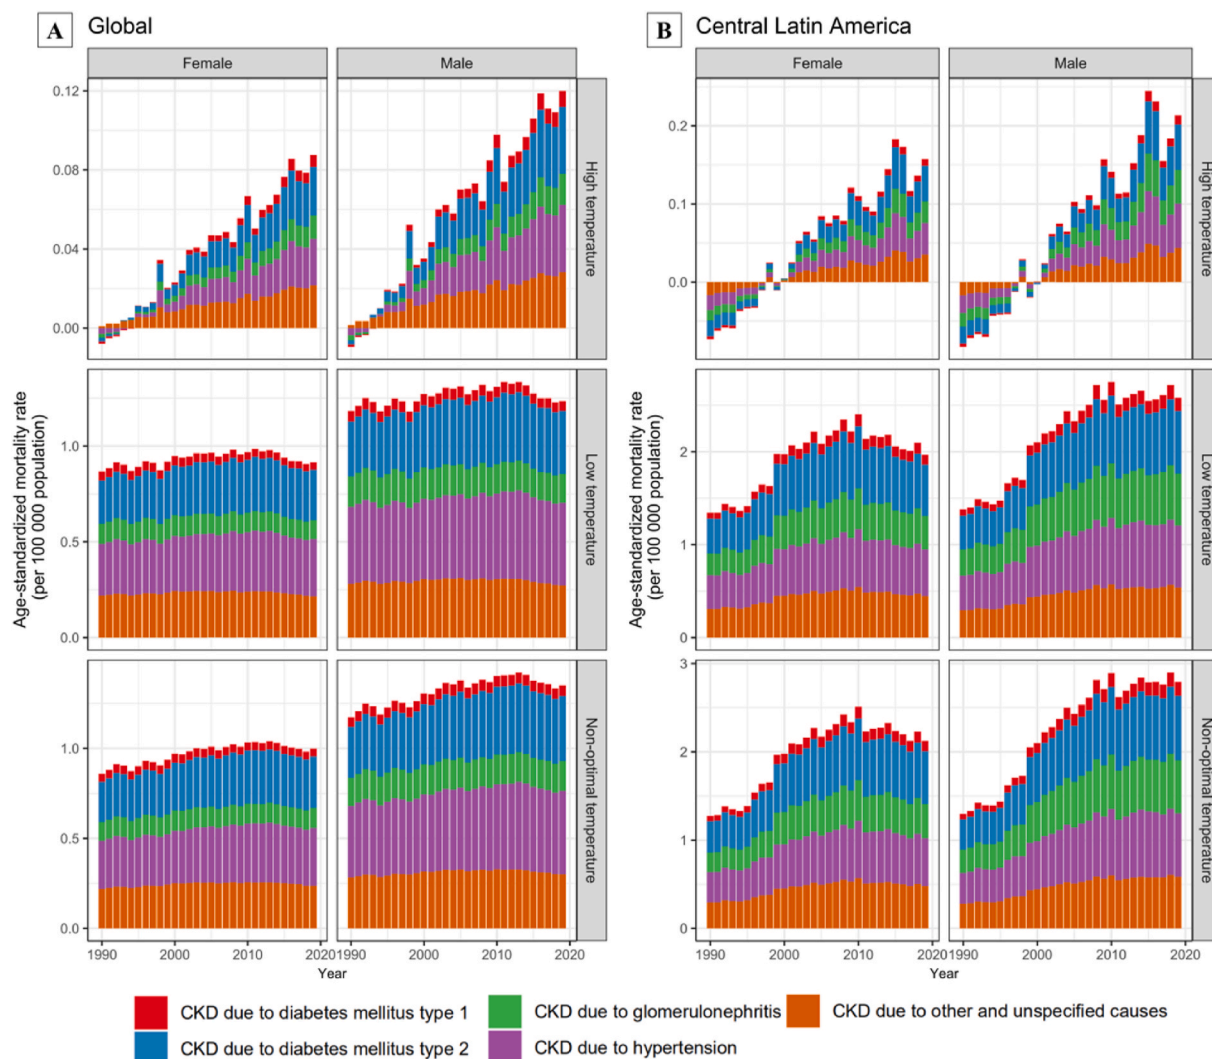 A Global
Female Male
High temperature
0.12
0.08
0.04
0.00
Low temperature
1.0
0.5
0.0
Non-optimal temperature
1.0
0.5
0.0
Age-standardized mortality rate
(per 100 000 population)
1990 2000 2010 2020 1990 2000 2010 2020
Year
B Central Latin America
Female Male
High temperature
0.2
0.1
0.0
Low temperature
2
1
0
Non-optimal temperature
3
2
1
0
Age-standardized mortality rate
(per 100 000 population)
1990 2000 2010 2020 1990 2000 2010 2020
Year
CKD due to diabetes mellitus type 1 CKD due to glomerulonephritis CKD due to other and unspecified causes
CKD due to diabetes mellitus type 2 CKD due to hypertension